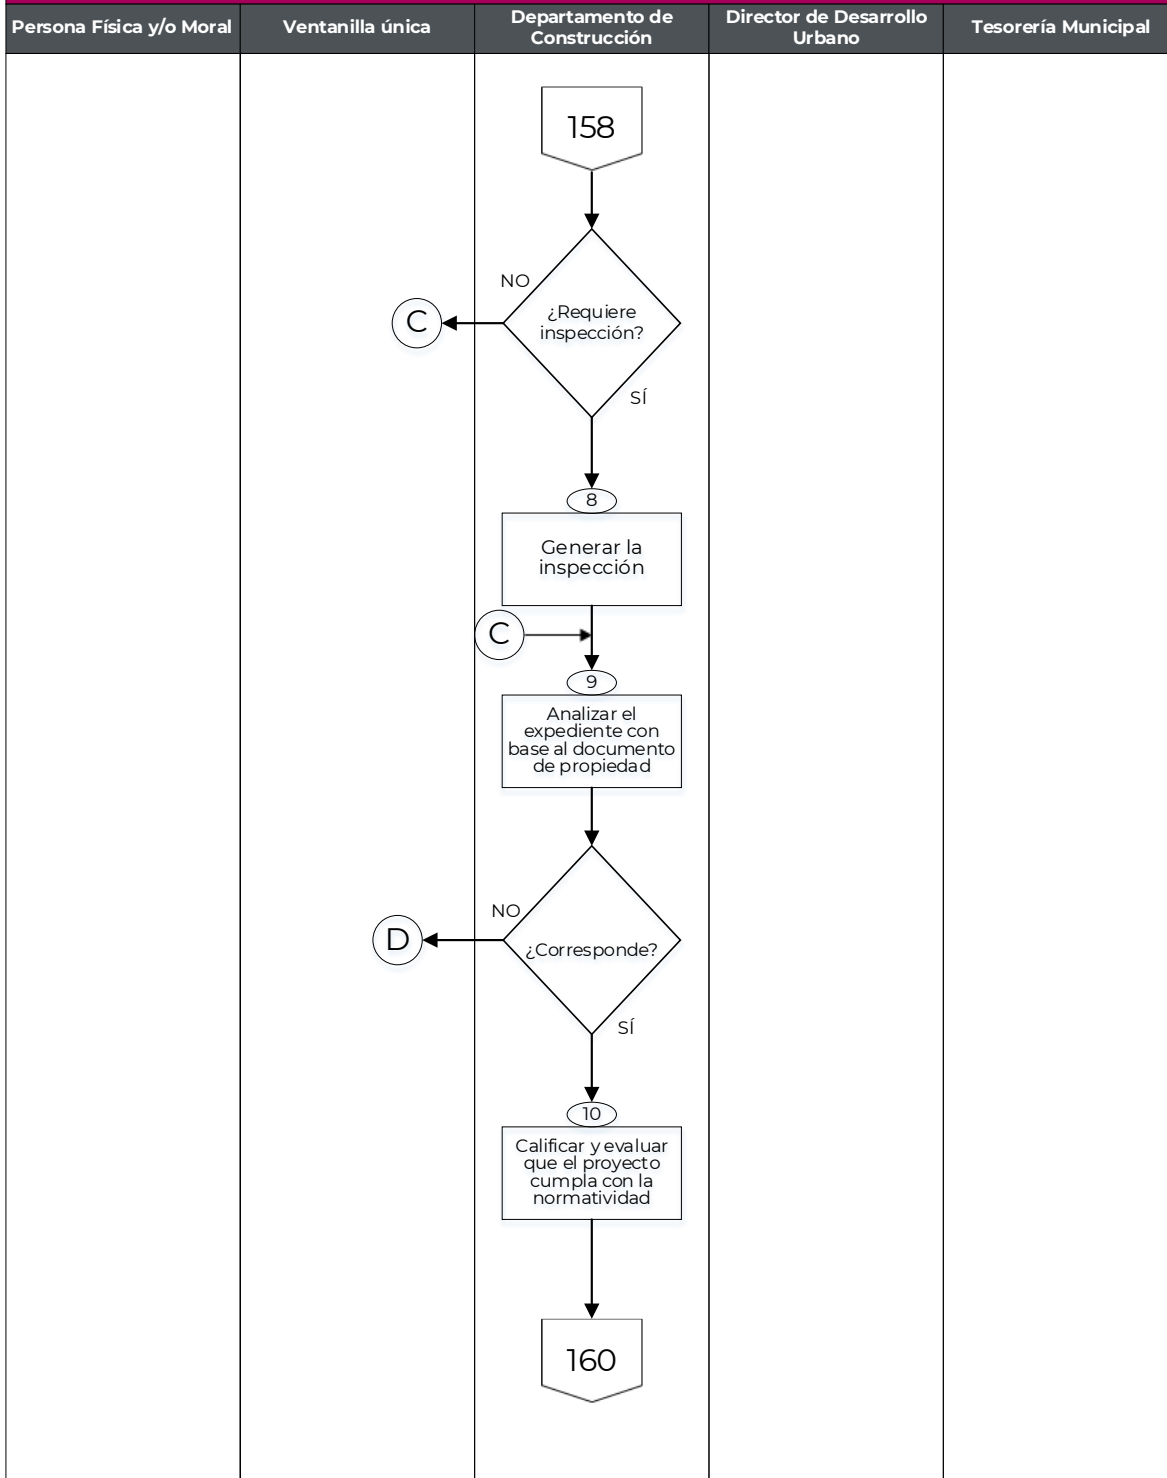 Persona Física y/o Moral
Ventanilla única
Departamento de
Construcción
Director de Desarrollo
Urbano
Tesorería Municipal
158
NO
¿Requiere
inspección?
C
SÍ
8
Generar la
inspección
C
9
Analizar el
expediente con
base al documento
de propiedad
NO
D
¿Corresponde?
SÍ
10
Calificar y evaluar
que el proyecto
cumpla con la
normatividad
160